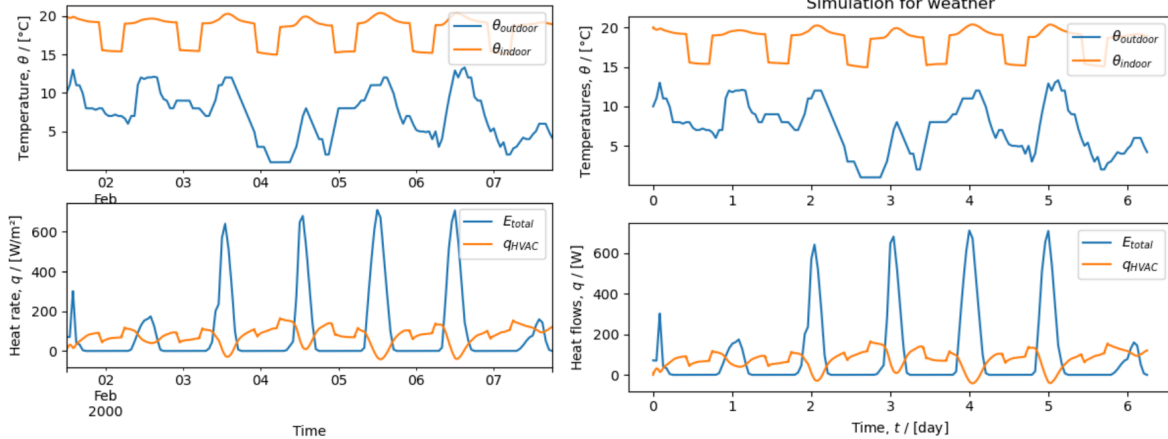 Temperature, θ / [°C]
20
15
10
5
θoutdoor
θindoor
02
03
04
05
06
07
Feb
Heat rate, q / [W/m²]
600
400
200
0
Etotal
qHVAC
02
03
04
05
06
07
Feb
2000
Time
Simulation for weather
Temperatures, θ / [°C]
20
15
10
5
θoutdoor
θindoor
0
1
2
3
4
5
6
Heat flows, q / [W]
600
400
200
0
Etotal
qHVAC
0
1
2
3
4
5
6
Time, t / [day]